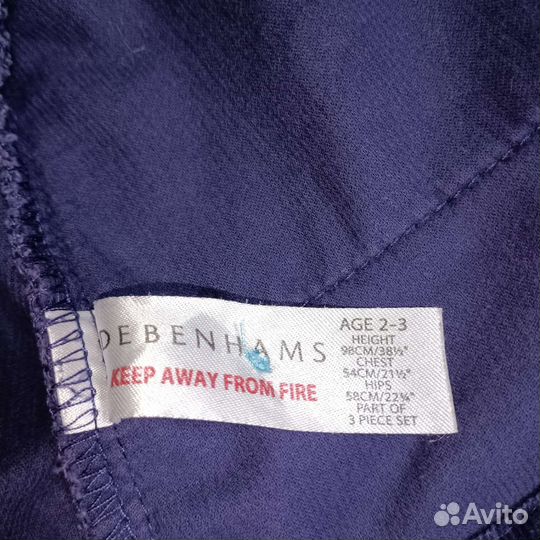 DEBENHAMS
KEEP AWAY FROM FIRE
AGE 2-3
HEIGHT
98CM/38½"
CHEST
54CM/21½"
HIPS
58CM/22¾"
PART OF
3 PIECE SET
Avito